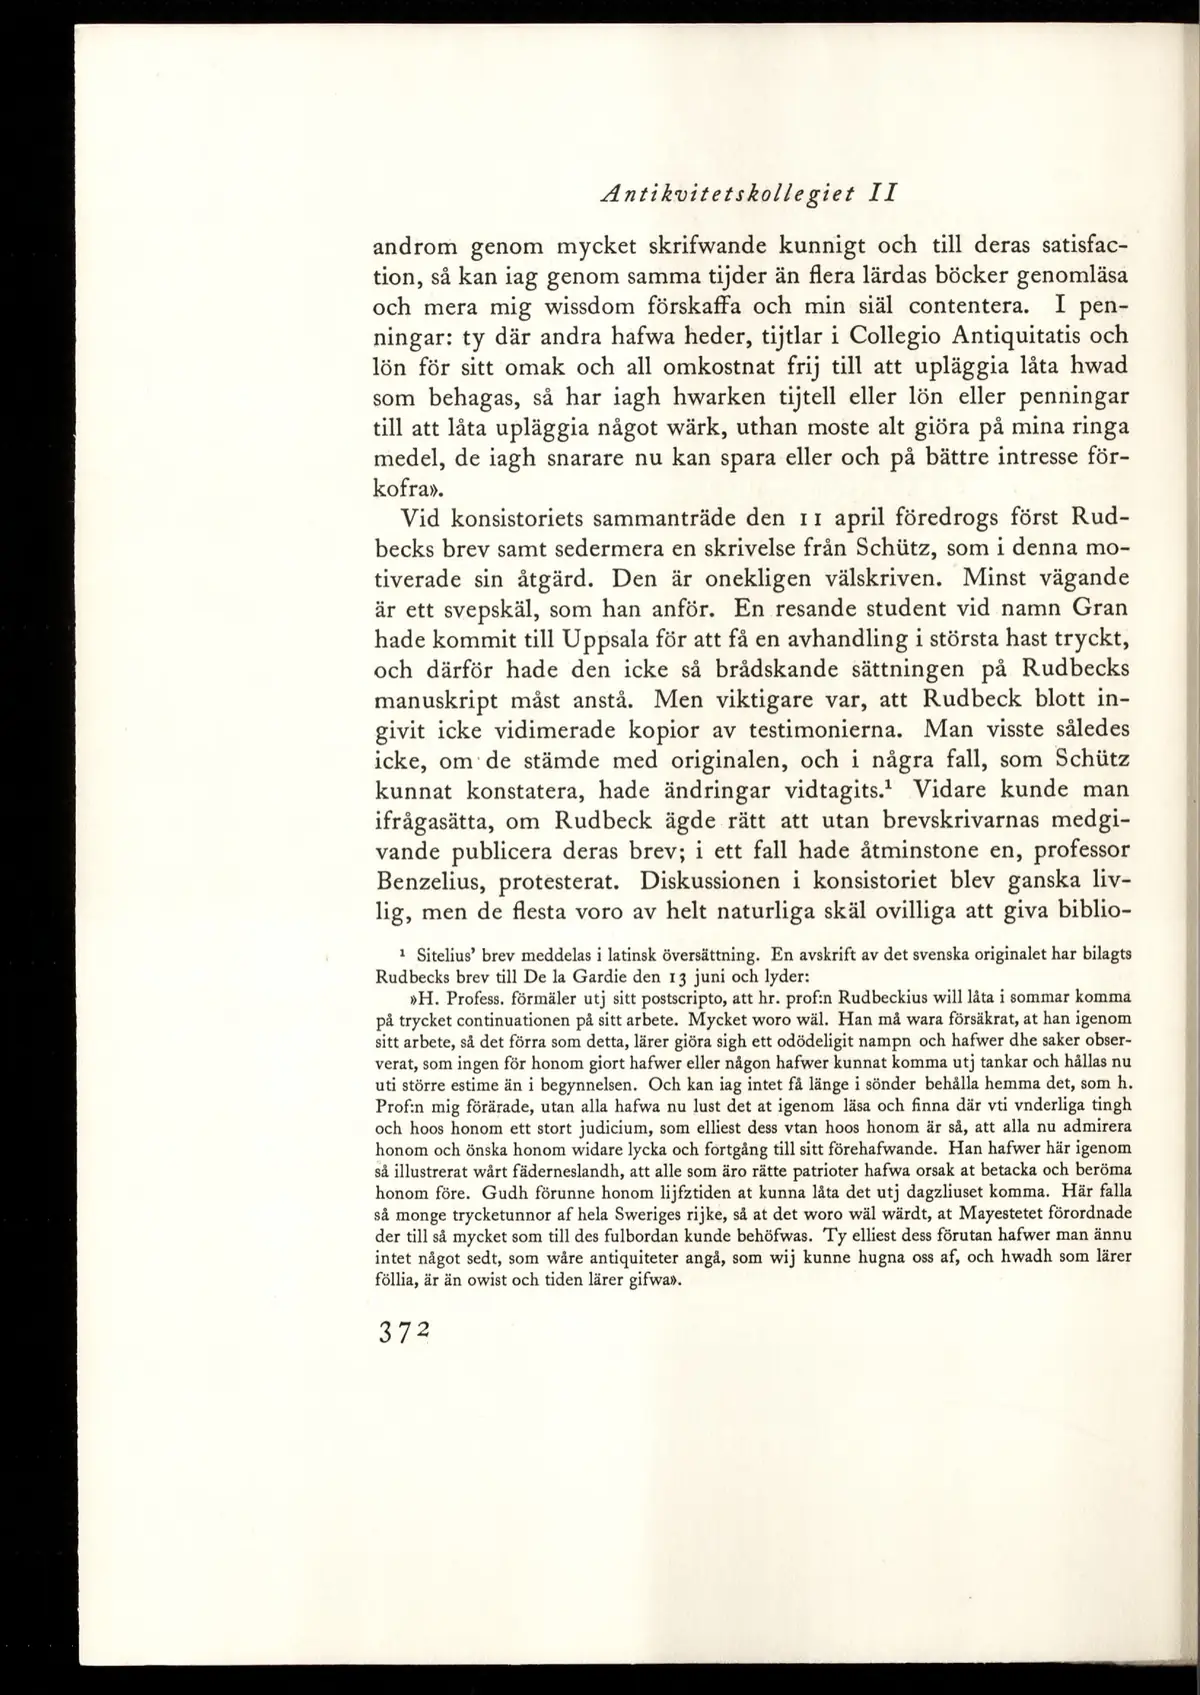 Antikvitetskollegiet II
androm genom mycket skrifwande kunnigt och till deras satisfac-
tion, så kan iag genom samma tijder än flera lärdas böcker genomläsa
och mera mig wissdom förskaffa och min siäl contentera. I pen-
ningar: ty där andra hafwa heder, tijtlar i Collegio Antiquitatis och
lön för sitt omak och all omkostnat frij till att upläggia låta hwad
som behagas, så har iagh hwarken tijtell eller lön eller penningar
till att låta upläggia något wärk, uthan moste alt giöra på mina ringa
medel, de iagh snarare nu kan spara eller och på bättre intresse för-
kofra».
Vid konsistoriets sammanträde den 11 april föredrogs först Rud-
becks brev samt sedermera en skrivelse från Schütz, som i denna mo-
tiverade sin åtgärd. Den är onekligen välskriven. Minst vägande
är ett svepskäl, som han anför. En resande student vid namn Gran
hade kommit till Uppsala för att få en avhandling i största hast tryckt,
och därför hade den icke så brådskande sättningen på Rudbecks
manuskript måst anstå. Men viktigare var, att Rudbeck blott in-
givit icke vidimerade kopior av testimonierna. Man visste således
icke, om de stämde med originalen, och i några fall, som Schütz
kunnat konstatera, hade ändringar vidtagits.¹ Vidare kunde man
ifrågasätta, om Rudbeck ägde rätt att utan brevskrivarnas medgi-
vande publicera deras brev; i ett fall hade åtminstone en, professor
Benzelius, protesterat. Diskussionen i konsistoriet blev ganska liv-
lig, men de flesta voro av helt naturliga skäl ovilliga att giva biblio-
¹ Sitelius’ brev meddelas i latinsk översättning. En avskrift av det svenska originalet har bilagts
Rudbecks brev till De la Gardie den 13 juni och lyder:
»H. Profess. förmäler utj sitt postscripto, att hr. prof:n Rudbeckius will låta i sommar komma
på trycket continuationen på sitt arbete. Mycket woro wäl. Han må wara försäkrat, at han igenom
sitt arbete, så det förra som detta, lärer giöra sigh ett odödeligit nampn och hafwer dhe saker obser-
verat, som ingen för honom giort hafwer eller någon hafwer kunnat komma utj tankar och hållas nu
uti större estime än i begynnelsen. Och kan iag intet få länge i sönder behålla hemma det, som h.
Prof:n mig förärade, utan alla hafwa nu lust det at igenom läsa och finna där vti vnderliga tingh
och hoos honom ett stort judicium, som elliest dess vtan hoos honom är så, att alla nu admirera
honom och önska honom widare lycka och fortgång till sitt förehafwande. Han hafwer här igenom
så illustrerat wårt fäderneslandh, att alle som äro rätte patrioter hafwa orsak at betacka och beröma
honom före. Gudh förunne honom lijfztiden at kunna låta det utj dagzliuset komma. Här falla
så monge trycketunnor af hela Sweriges rijke, så at det woro wäl wärdt, at Mayestetet förordnade
der till så mycket som till des fulbordan kunde behöfwas. Ty elliest dess förutan hafwer man ännu
intet något sedt, som wåre antiquiteter angå, som wij kunne hugna oss af, och hwadh som lärer
föllia, är än owist och tiden lärer gifwa».
372